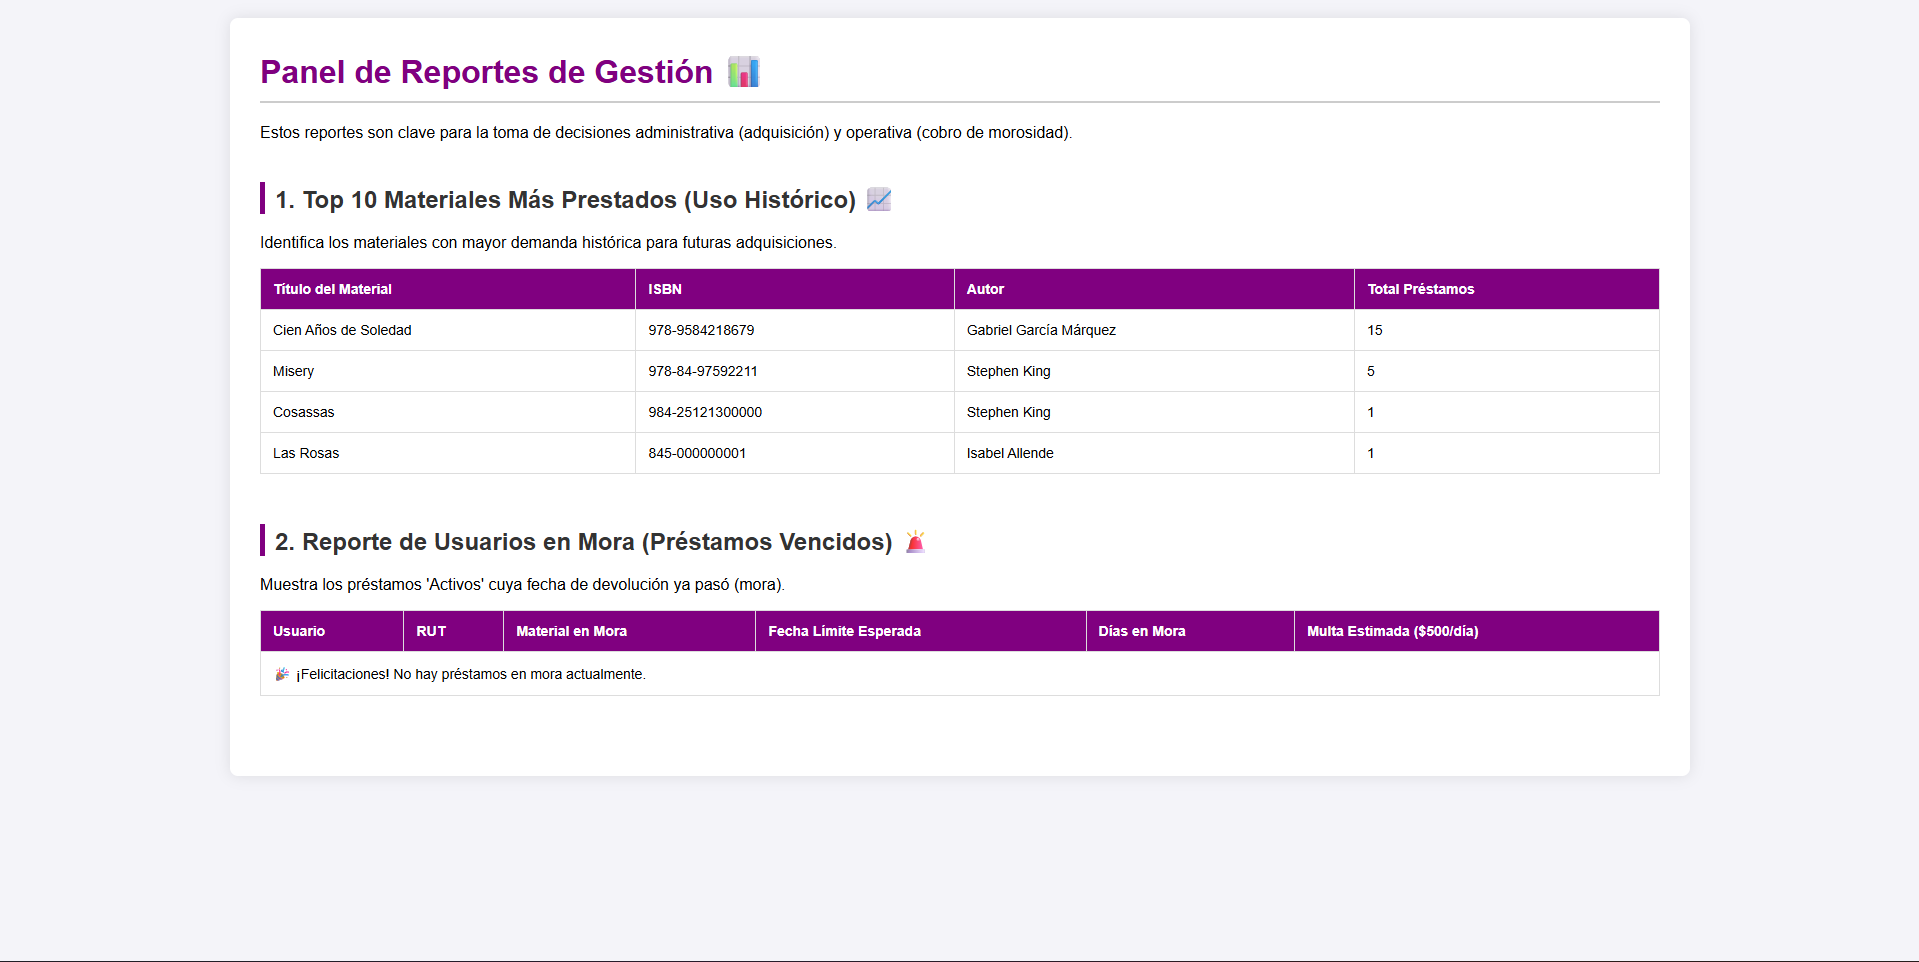 Panel de Reportes de Gestión
Estos reportes son clave para la toma de decisiones administrativa (adquisición) y operativa (cobro de morosidad).
1. Top 10 Materiales Más Prestados (Uso Histórico)
Identifica los materiales con mayor demanda histórica para futuras adquisiciones.
Título del Material ISBN Autor Total Préstamos
Cien Años de Soledad 978-9584218679 Gabriel García Márquez 15
Misery 978-84-97592211 Stephen King 5
Cosassas 984-25121300000 Stephen King 1
Las Rosas 845-000000001 Isabel Allende 1
2. Reporte de Usuarios en Mora (Préstamos Vencidos)
Muestra los préstamos 'Activos' cuya fecha de devolución ya pasó (mora).
Usuario RUT Material en Mora Fecha Límite Esperada Días en Mora Multa Estimada ($500/día)
¡Felicitaciones! No hay préstamos en mora actualmente.